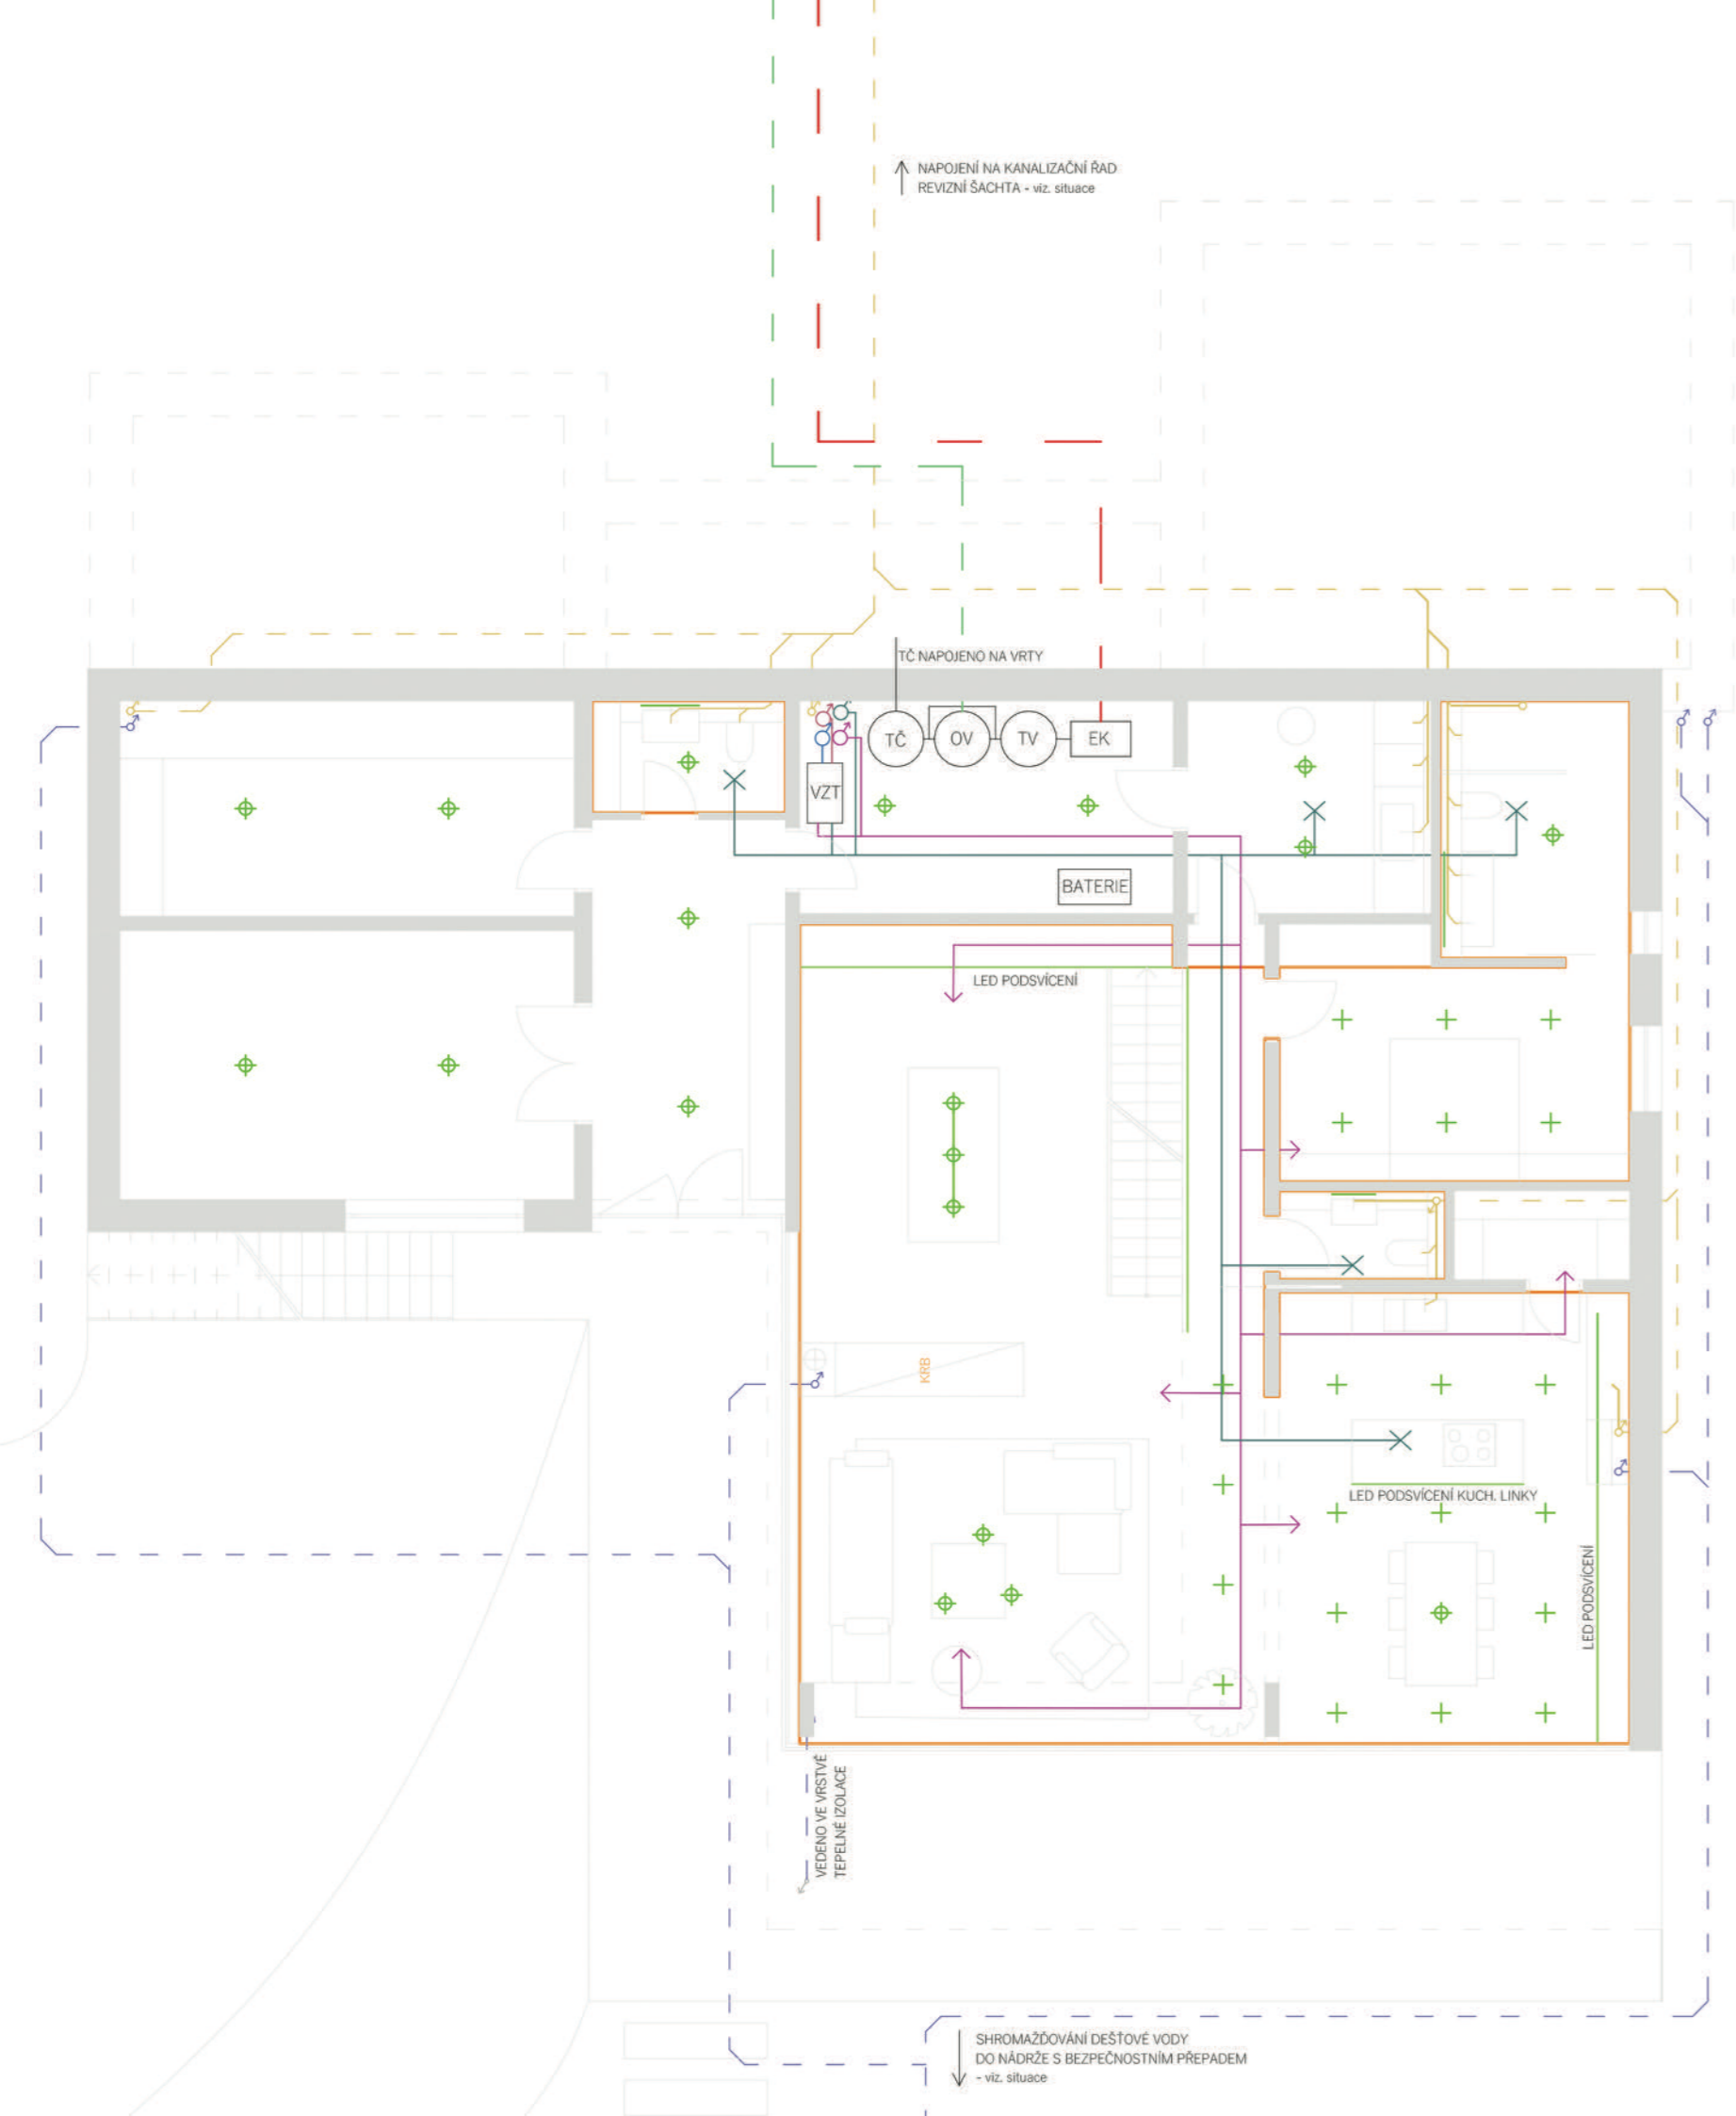 NAPOJENÍ NA KANALIZAČNÍ ŘAD
REVIZNÍ ŠACHTA - viz. situace
TČ NAPOJENO NA VRTY
TČ
OV
TV
EK
VZT
BATERIE
LED PODSVÍCENÍ
KRB
LED PODSVÍCENÍ KUCH. LINKY
LED PODSVÍCENÍ
VEDENO VE VRSTVĚ
TEPELNÉ IZOLACE
SHROMAŽĎOVÁNÍ DEŠŤOVÉ VODY
DO NÁDRŽE S BEZPEČNOSTNÍM PŘEPADEM
- viz. situace